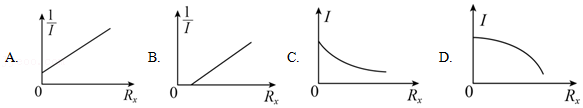 A. 1/I 0 Rₓ B. 1/I 0 Rₓ C. I 0 Rₓ D. I 0 Rₓ